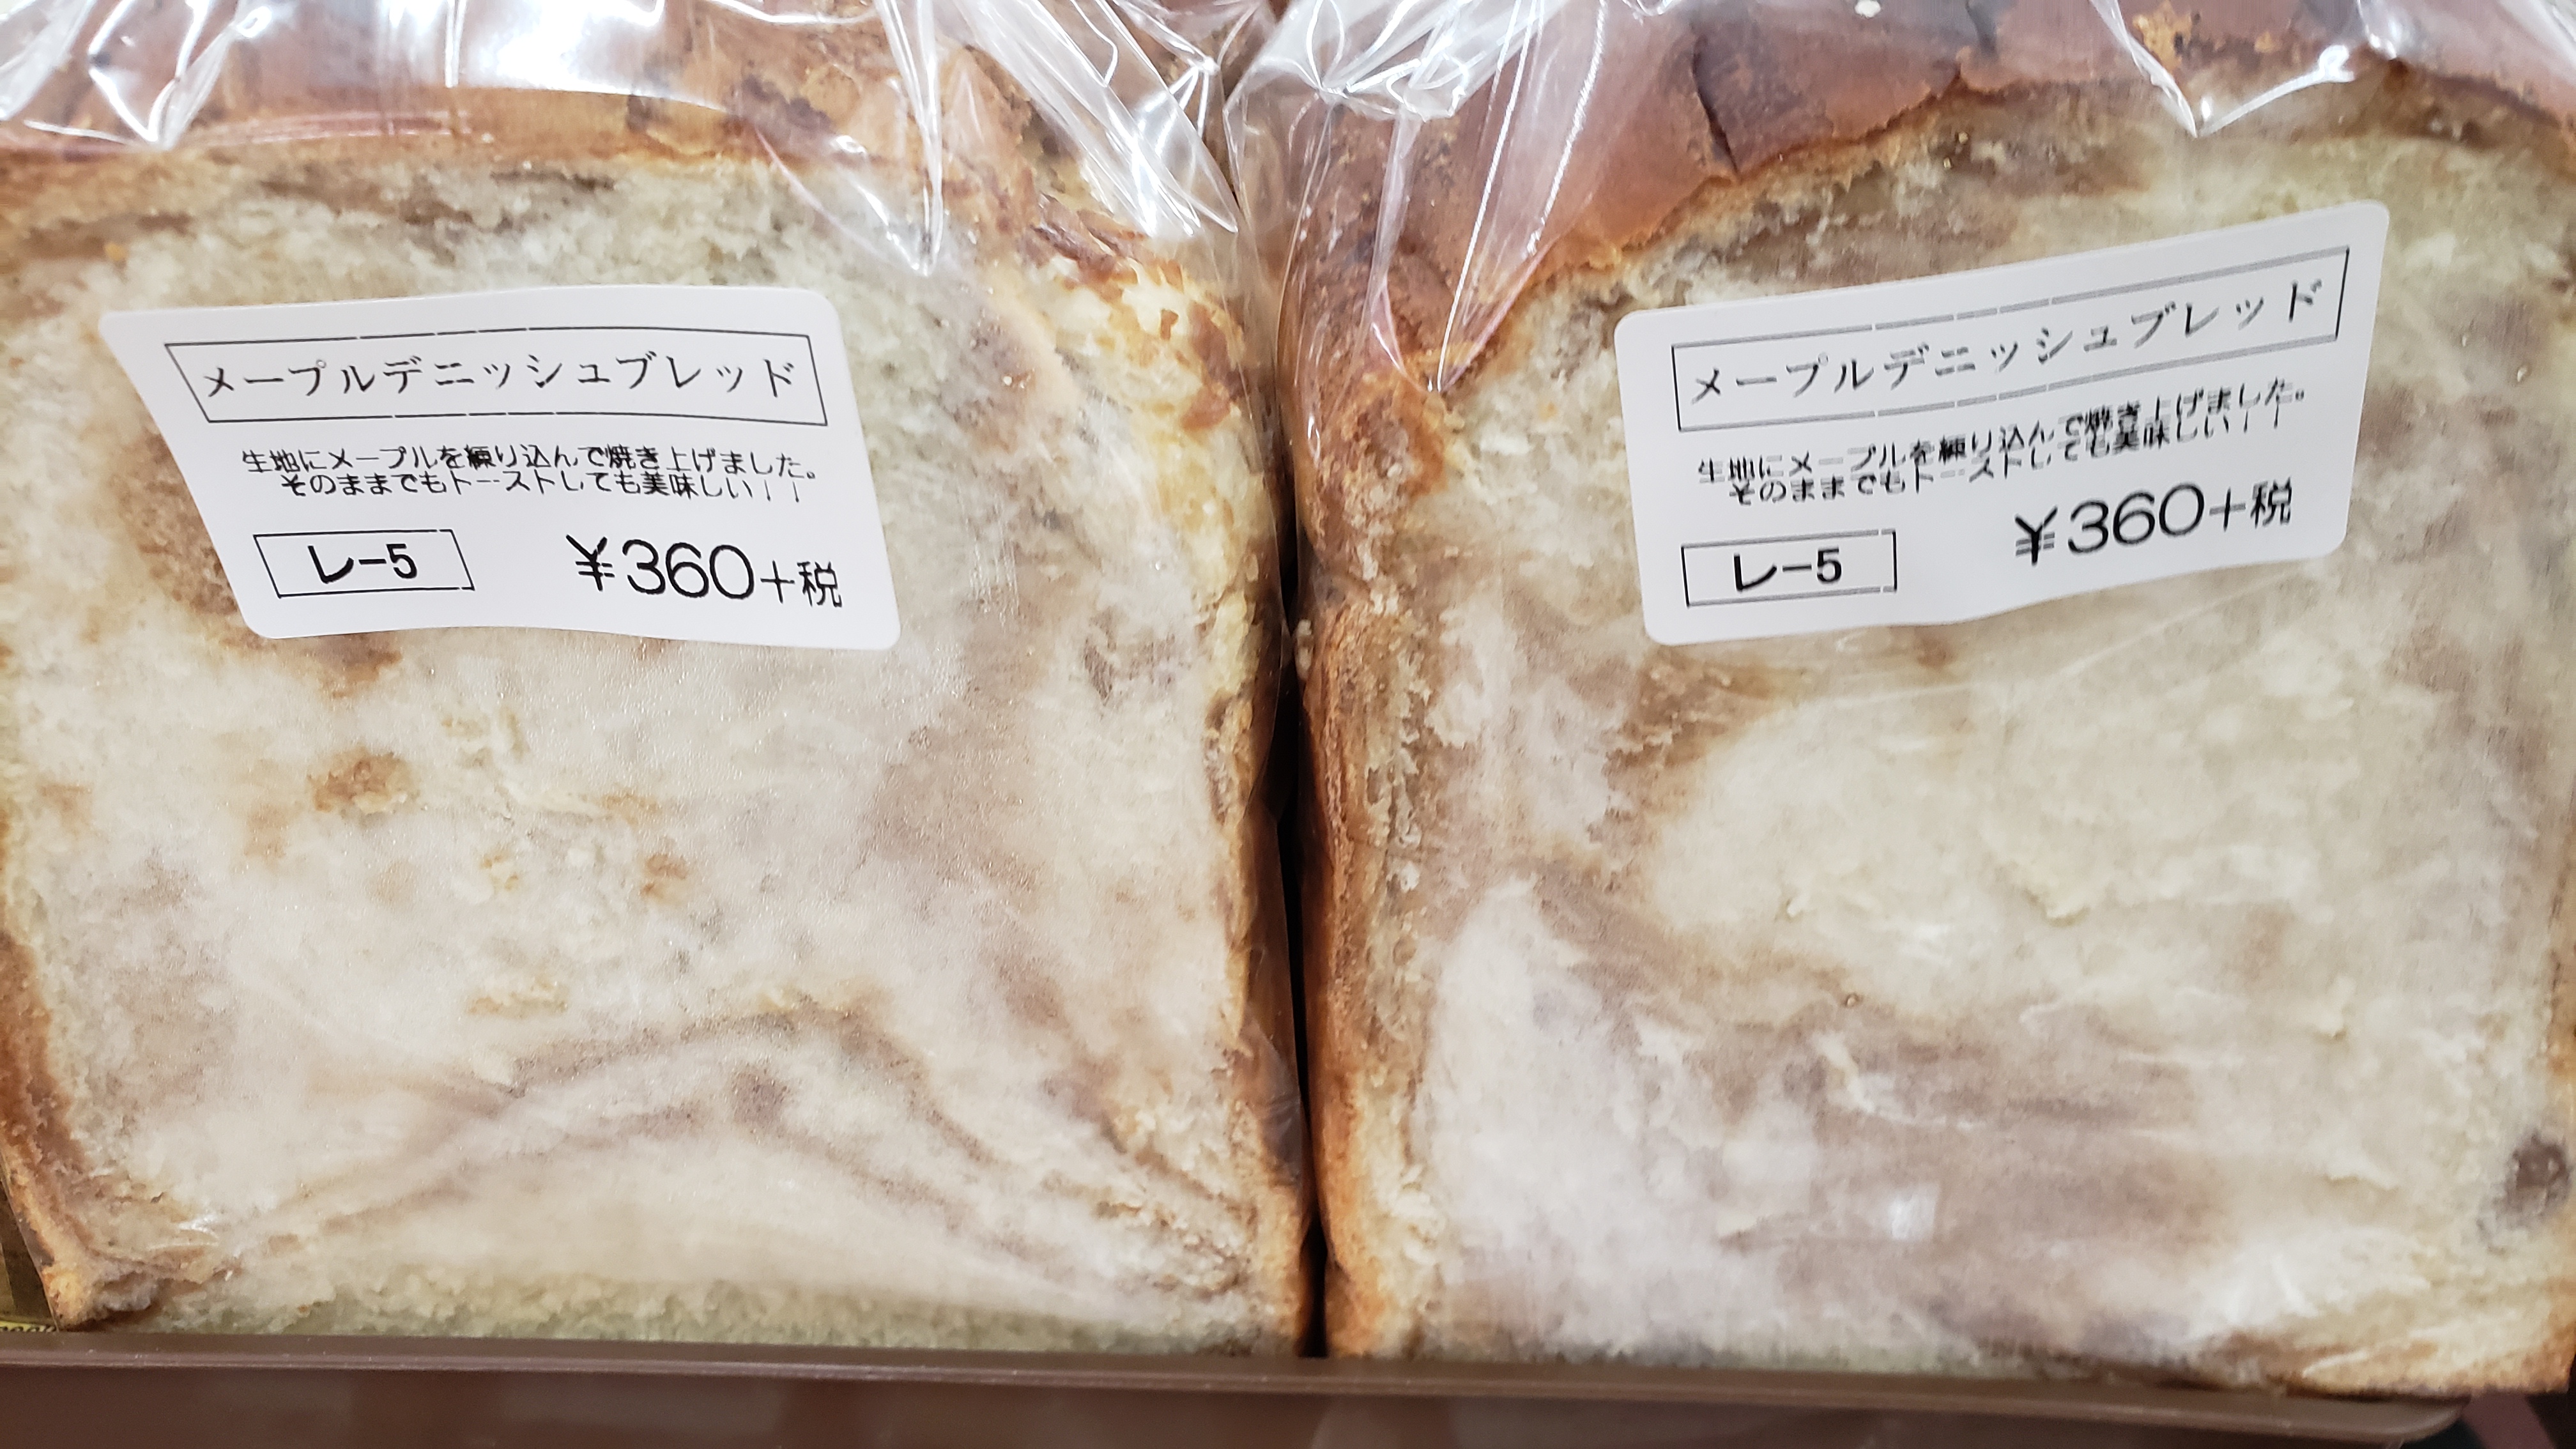 メープルデニッシュブレッド
生地にメープルを練り込んで焼き上げました。
そのままでもトーストしても美味しい！！
レ-5
¥360+税
メープルデニッシュブレッド
生地にメープルを練り込んで焼き上げました。
そのままでもトーストしても美味しい！！
レ-5
¥360+税